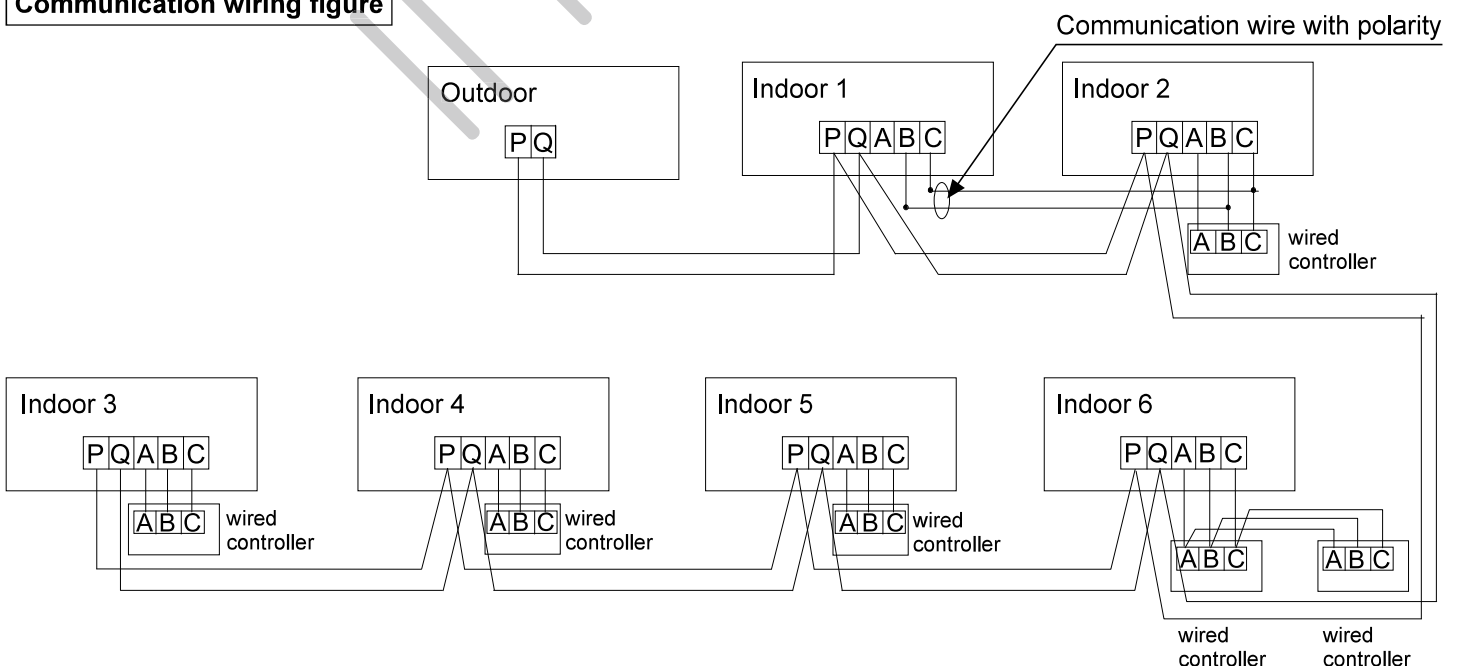 Communication wiring figure
Communication wire with polarity
Outdoor
P Q
Indoor 1
P Q A B C
Indoor 2
P Q A B C
A B C
wired
controller
Indoor 3
P Q A B C
A B C
wired
controller
Indoor 4
P Q A B C
A B C
wired
controller
Indoor 5
P Q A B C
A B C
wired
controller
Indoor 6
P Q A B C
A B C
wired
controller
A B C
wired
controller